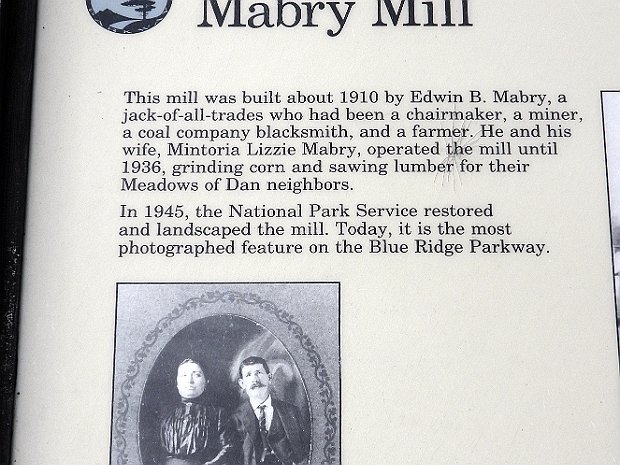 Mabry Mill
This mill was built about 1910 by Edwin B. Mabry, a
jack-of-all-trades who had been a chairmaker, a miner,
a coal company blacksmith, and a farmer. He and his
wife, Mintoria Lizzie Mabry, operated the mill until
1936, grinding corn and sawing lumber for their
Meadows of Dan neighbors.
In 1945, the National Park Service restored
and landscaped the mill. Today, it is the most
photographed feature on the Blue Ridge Parkway.